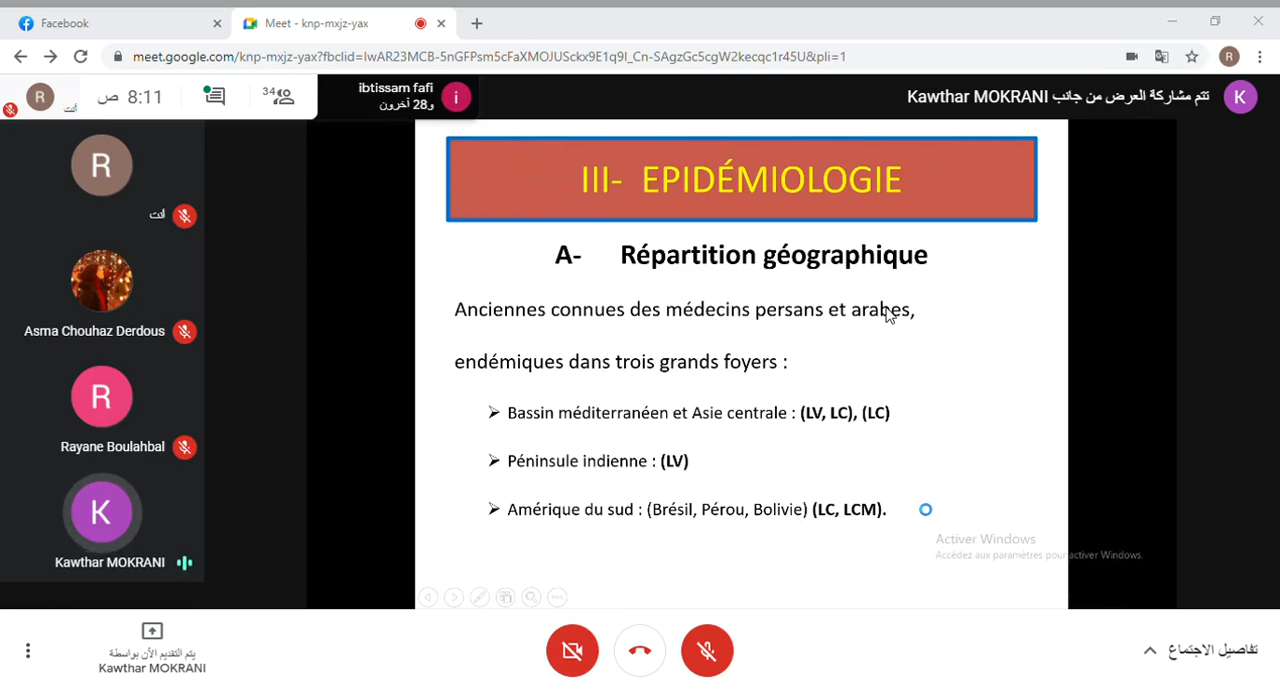 Facebook
Meet - knp-mxjz-yax
meet.google.com/knp-mxjz-yax?fbclid=IwAR23MCB-5nGFPsm5cFaXMOJUSckx9E1q9I_Cn-SAgzGc5cgW2kecqc1r45U&pli=1
R
R
أنت
8:11 ص
34
ibtissam fafi
و28 آخرون
i
تتم مشاركة العرض من جانب Kawthar MOKRANI
K
R
أنت
Asma Chouhaz Derdous
R
Rayane Boulahbal
K
Kawthar MOKRANI
III- EPIDÉMIOLOGIE
A- Répartition géographique
Anciennes connues des médecins persans et arabes,
endémiques dans trois grands foyers :
➢ Bassin méditerranéen et Asie centrale : (LV, LC), (LC)
➢ Péninsule indienne : (LV)
➢ Amérique du sud : (Brésil, Pérou, Bolivie) (LC, LCM).
Activer Windows
Accédez aux paramètres pour activer Windows.
يتم التقديم الآن بواسطة
Kawthar MOKRANI
تفاصيل الاجتماع